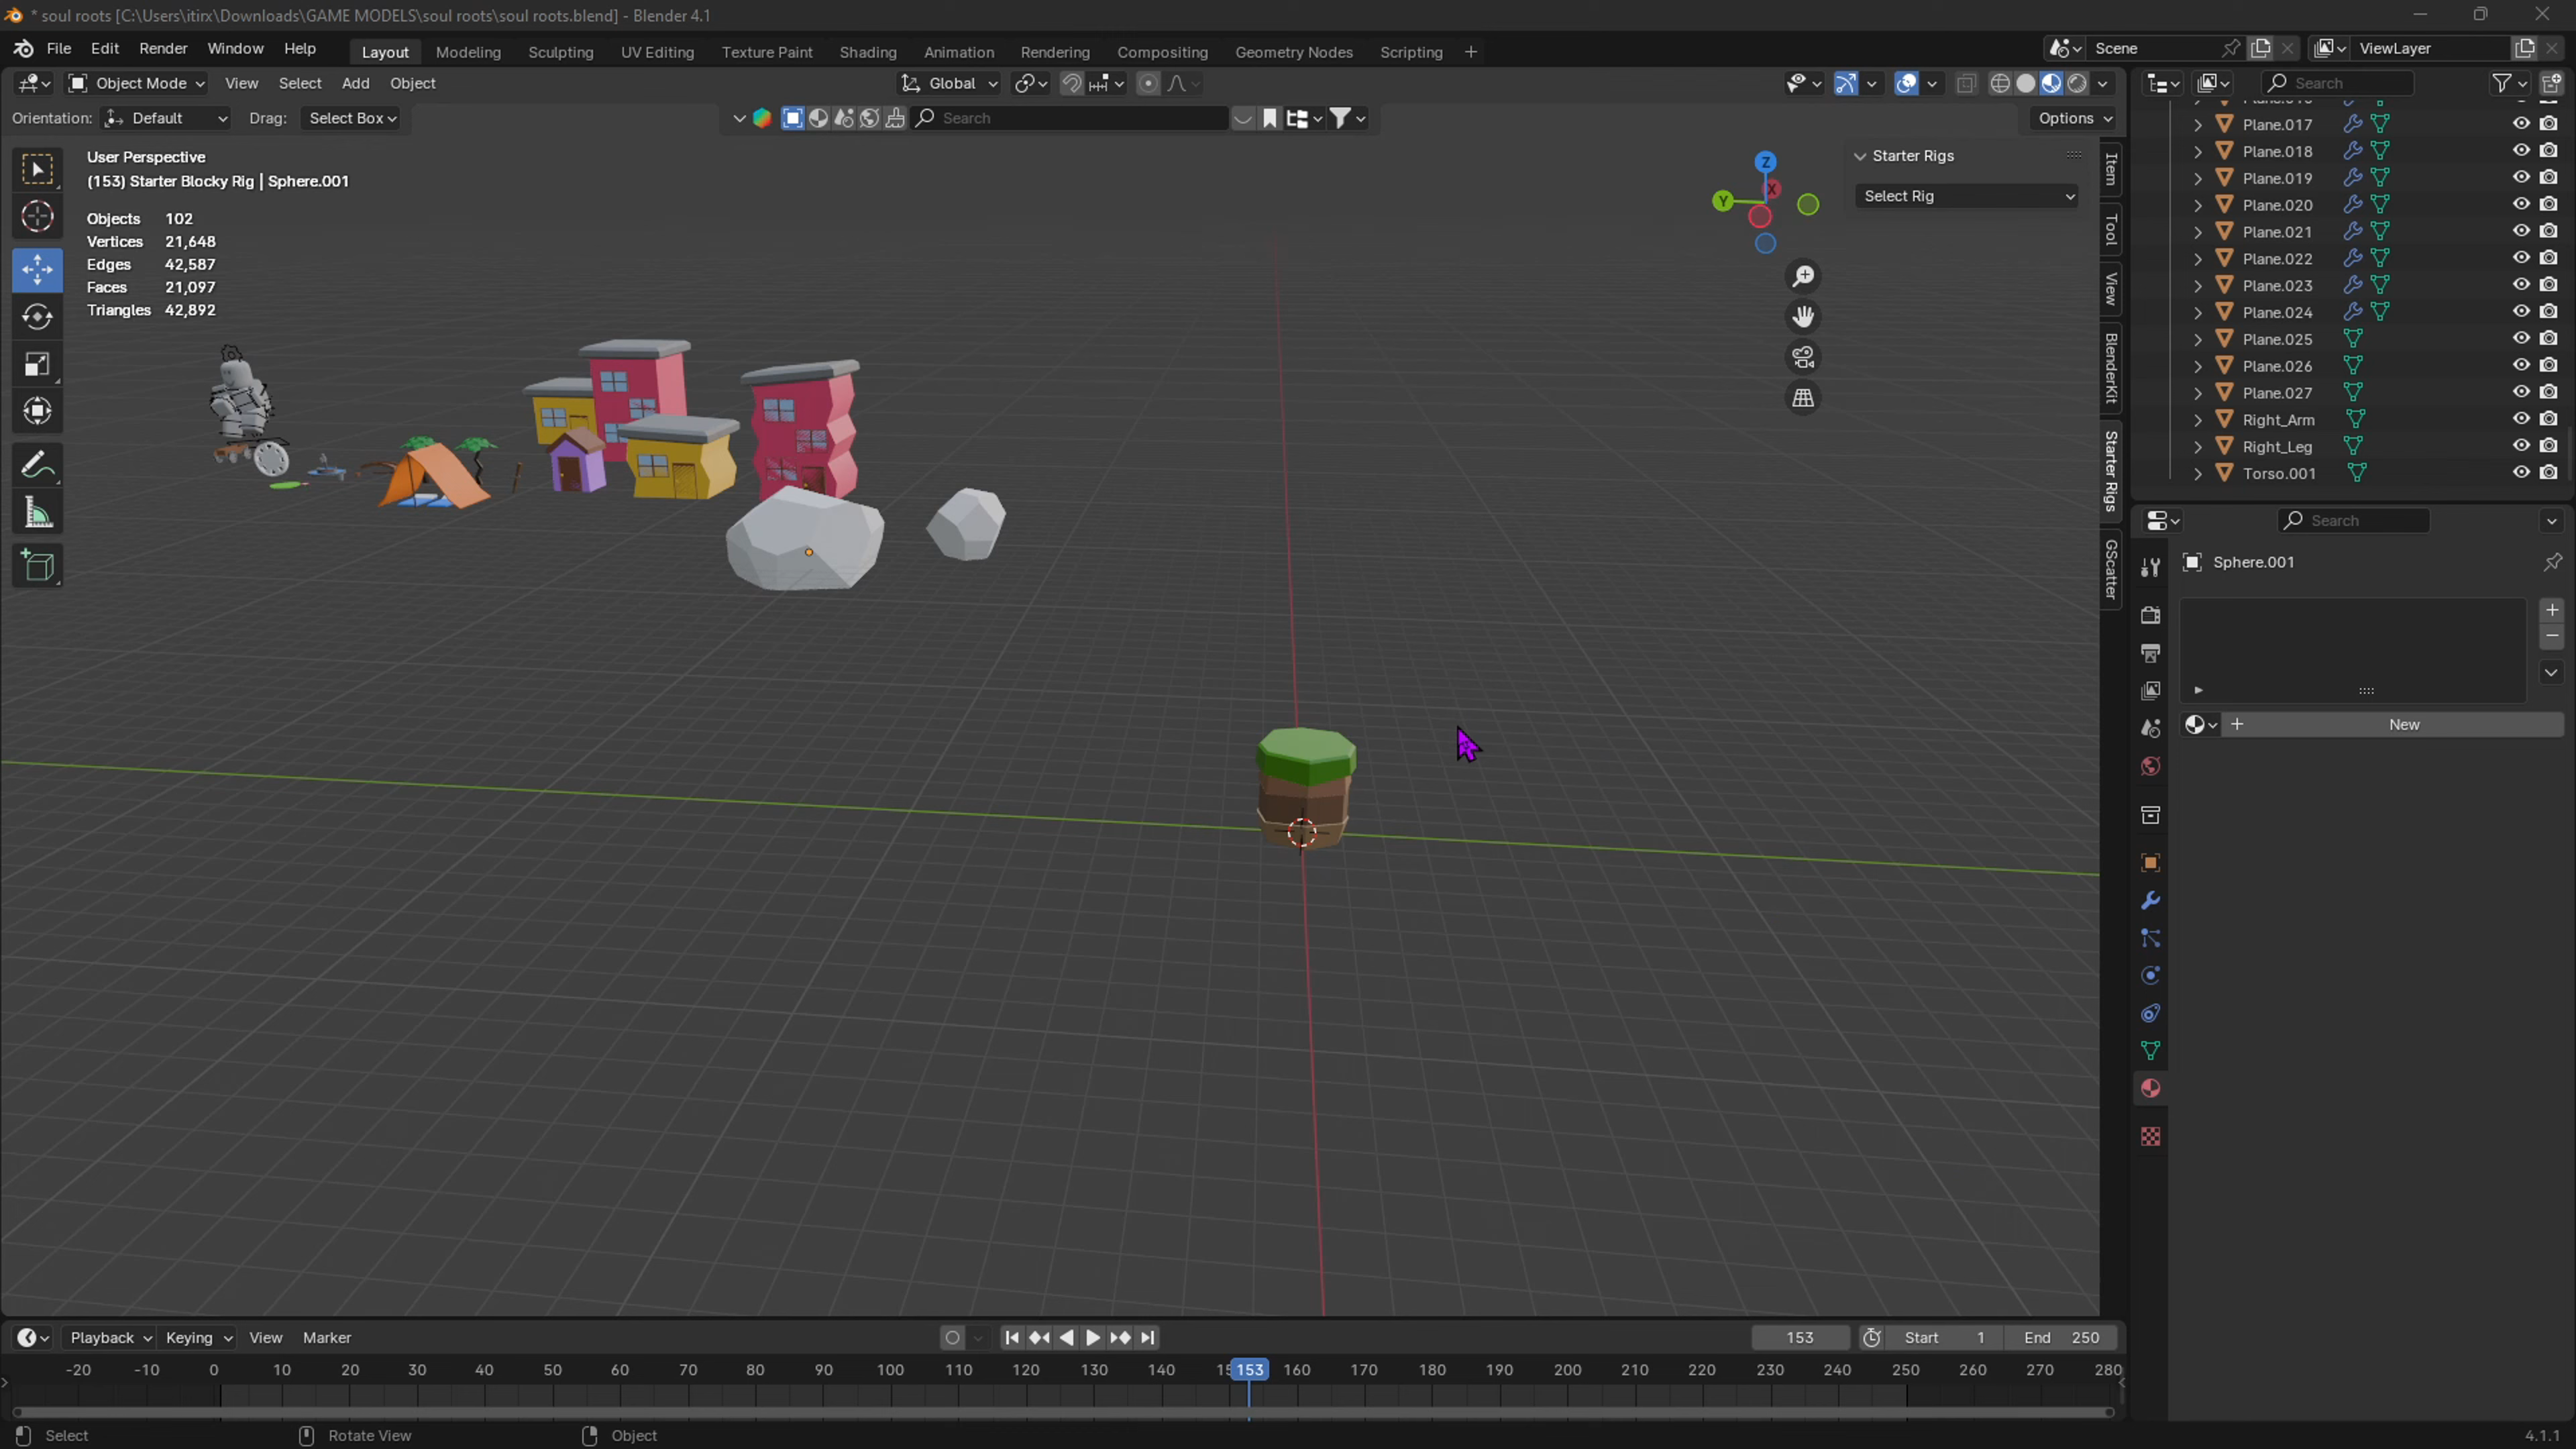 * soul roots [C:\Users\itirx\Downloads\GAME MODELS\soul roots\soul roots.blend] - Blender 4.1
File Edit Render Window Help Layout Modeling Sculpting UV Editing Texture Paint Shading Animation Rendering Compositing Geometry Nodes Scripting + Scene ViewLayer
Object Mode View Select Add Object Global Search
Orientation: Default Drag: Select Box Search Options
User Perspective
(153) Starter Blocky Rig | Sphere.001
Objects 102
Vertices 21,648
Edges 42,587
Faces 21,097
Triangles 42,892
Z
X
Y
Starter Rigs
Select Rig
Item
Tool
View
BlenderKit
Starter Rigs
GScatter
Plane.017
Plane.018
Plane.019
Plane.020
Plane.021
Plane.022
Plane.023
Plane.024
Plane.025
Plane.026
Plane.027
Right_Arm
Right_Leg
Torso.001
Search
Sphere.001
New
Playback Keying View Marker 153 Start 1 End 250
-20 -10 0 10 20 30 40 50 60 70 80 90 100 110 120 130 140 15 153 160 170 180 190 200 210 220 230 240 250 260 270 280
Select Rotate View Object 4.1.1